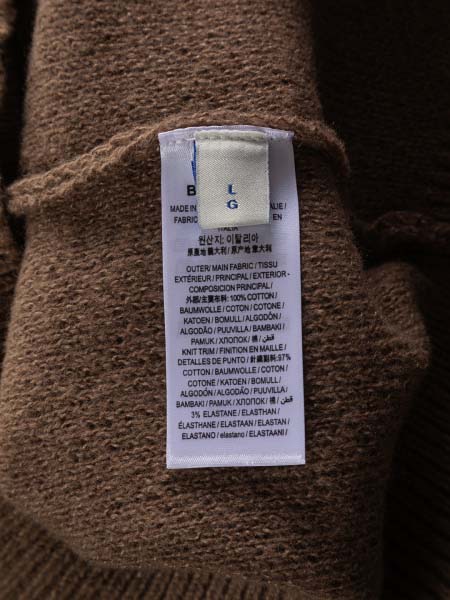 B
L
G
MADE IN
ALIE /
FABRIC
EN
ITALIA
원산지: 이탈리아
原產地:意大利 / 原产地:意大利
OUTER/ MAIN FABRIC / TISSU
EXTÉRIEUR / PRINCIPAL / EXTERIOR -
COMPOSICIÓN PRINCIPAL /
外部/主要布料: 100% COTTON /
BAUMWOLLE / COTON / COTONE /
KATOEN / BOMULL / ALGODÓN /
ALGODÃO / PUUVILLA / BAMBAKI /
PAMUK / ХЛОПОК / 棉 / قطن /
KNIT TRIM / FINITION EN MAILLE /
DETALLES DE PUNTO / 針織副料:97%
COTTON / BAUMWOLLE / COTON /
COTONE / KATOEN / BOMULL /
ALGODÓN / ALGODÃO / PUUVILLA /
BAMBAKI / PAMUK / ХЛОПОК / 棉 / قطن /
3% ELASTANE / ELASTHAN /
ÉLASTHANE / ELASTAAN / ELASTAN /
ELASTANO / elastano / ELASTAANI /